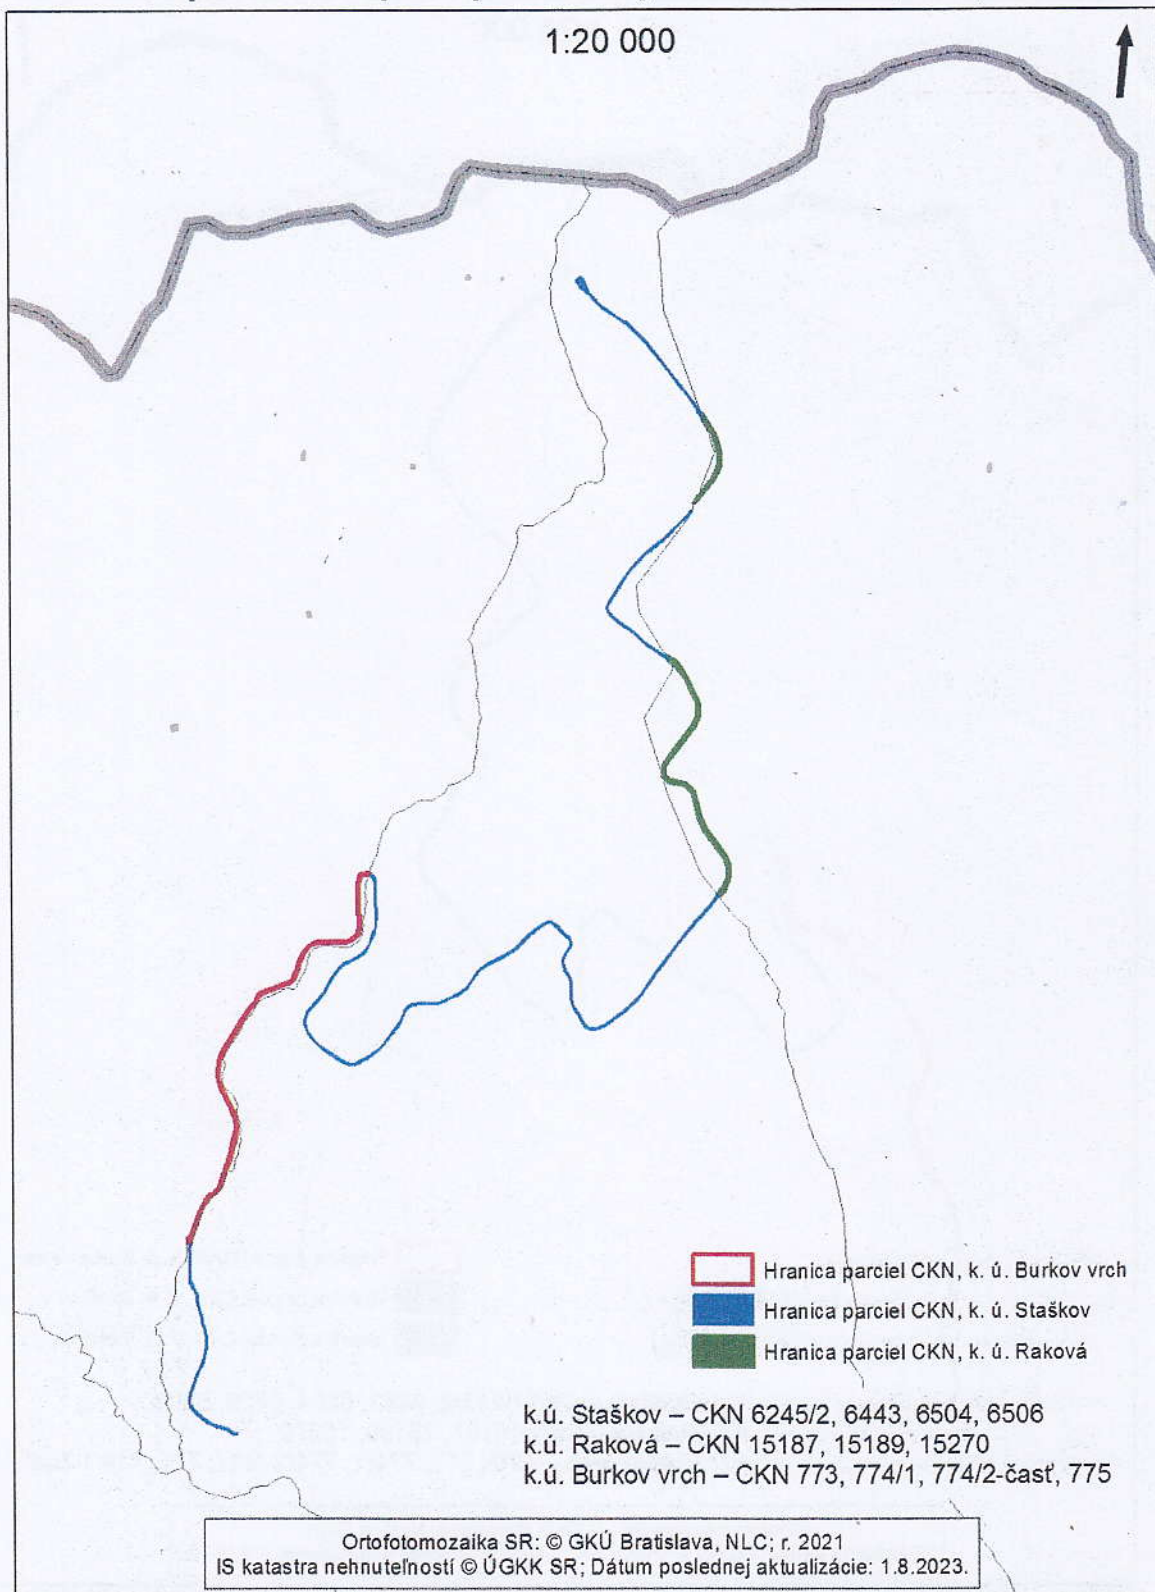 1:20 000
Hranica parciel CKN, k. ú. Burkov vrch
Hranica parciel CKN, k. ú. Staškov
Hranica parciel CKN, k. ú. Raková
k.ú. Staškov – CKN 6245/2, 6443, 6504, 6506
k.ú. Raková – CKN 15187, 15189, 15270
k.ú. Burkov vrch – CKN 773, 774/1, 774/2-časť, 775
Ortofotomozaika SR: © GKÚ Bratislava, NLC; r. 2021
IS katastra nehnuteľností © ÚGKK SR; Dátum poslednej aktualizácie: 1.8.2023.